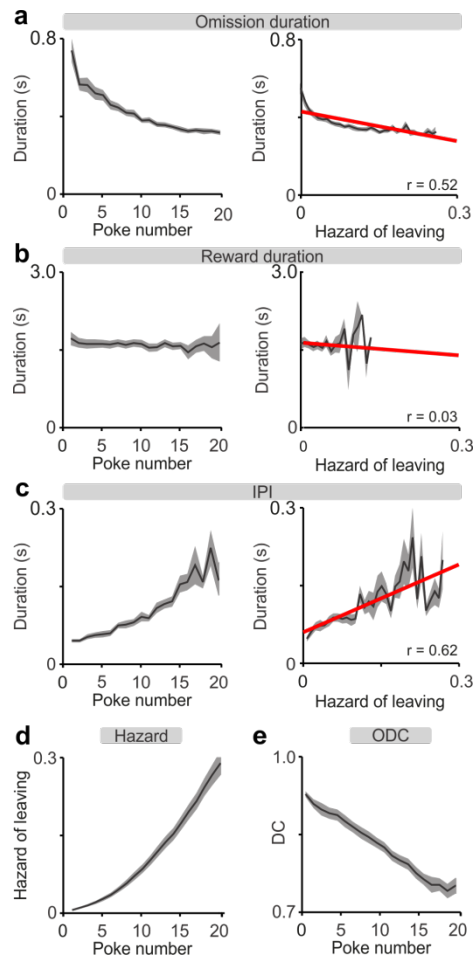 a
Omission duration
Duration (s)
0.8
0
0 5 10 15 20
Poke number
Duration (s)
0.8
0
0 0.3
Hazard of leaving
r = 0.52
b
Reward duration
Duration (s)
3.0
0
0 5 10 15 20
Poke number
Duration (s)
3.0
0
0 0.3
Hazard of leaving
r = 0.03
c
IPI
Duration (s)
0.3
0
0 5 10 15 20
Poke number
Duration (s)
0.3
0
0 0.3
Hazard of leaving
r = 0.62
d
Hazard
Hazard of leaving
0.3
0
0 5 10 15 20
Poke number
e
ODC
DC
1.0
0.7
0 5 10 15 20
Poke number